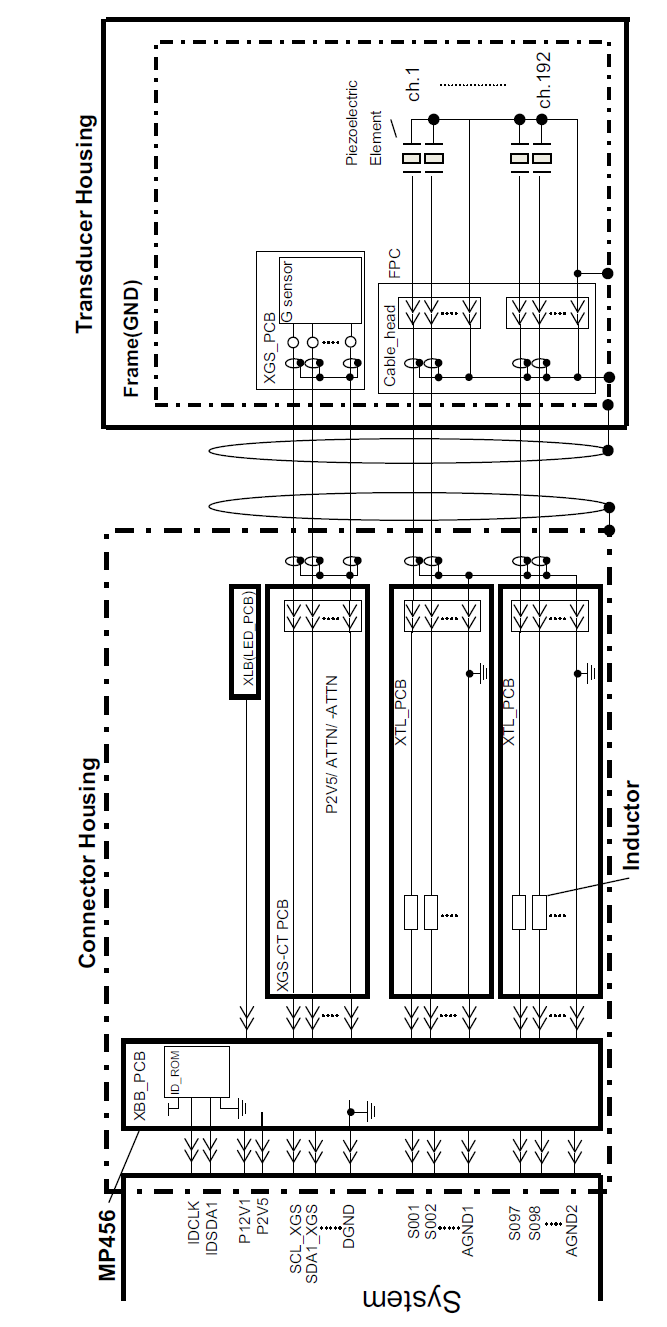 Transducer Housing
Frame(GND)
Piezoelectric
Element
ch.1
ch.192
XGS_PCB
G sensor
FPC
Cable_head
Connector Housing
XLB(LED_PCB)
XGS-CT PCB
P2V5/ ATTN/ -ATTN
XTL_PCB
XTL_PCB
Inductor
XBB_PCB
ID_ROM
MP456
IDCLK
IDSDA1
P12V1
P2V5
SCL_XGS
SDA1_XGS
DGND
S001
S002
AGND1
S097
S098
AGND2
System